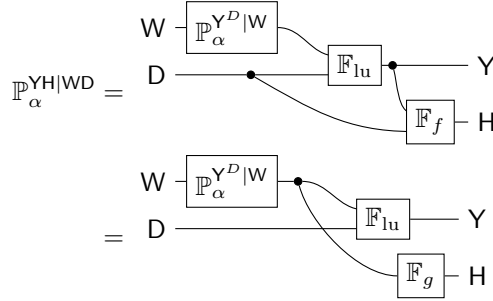 W ℙ_α^{Y^D|W} 𝔽_lu Y
ℙ_α^{YH|WD} = D 𝔽_f H
W ℙ_α^{Y^D|W} 𝔽_lu Y
= D 𝔽_g H